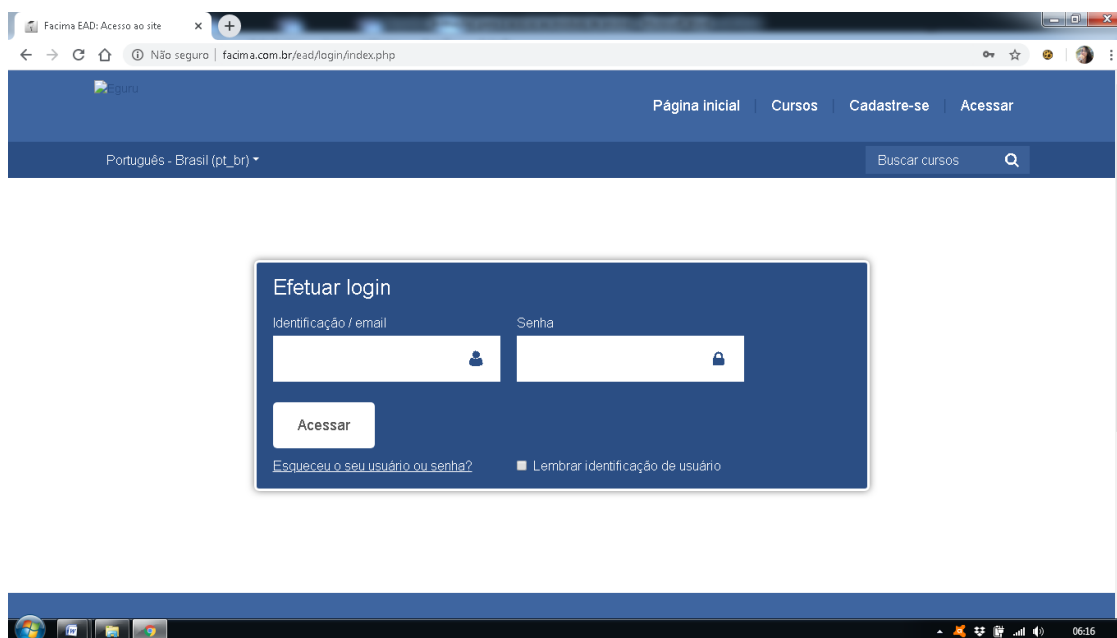 Facima EAD: Acesso ao site
Não seguro | facima.com.br/ead/login/index.php
Eguru
Página inicial Cursos Cadastre-se Acessar
Português - Brasil (pt_br)
Buscar cursos
Efetuar login
Identificação / email Senha
Acessar
Esqueceu o seu usuário ou senha? Lembrar identificação de usuário
06:16